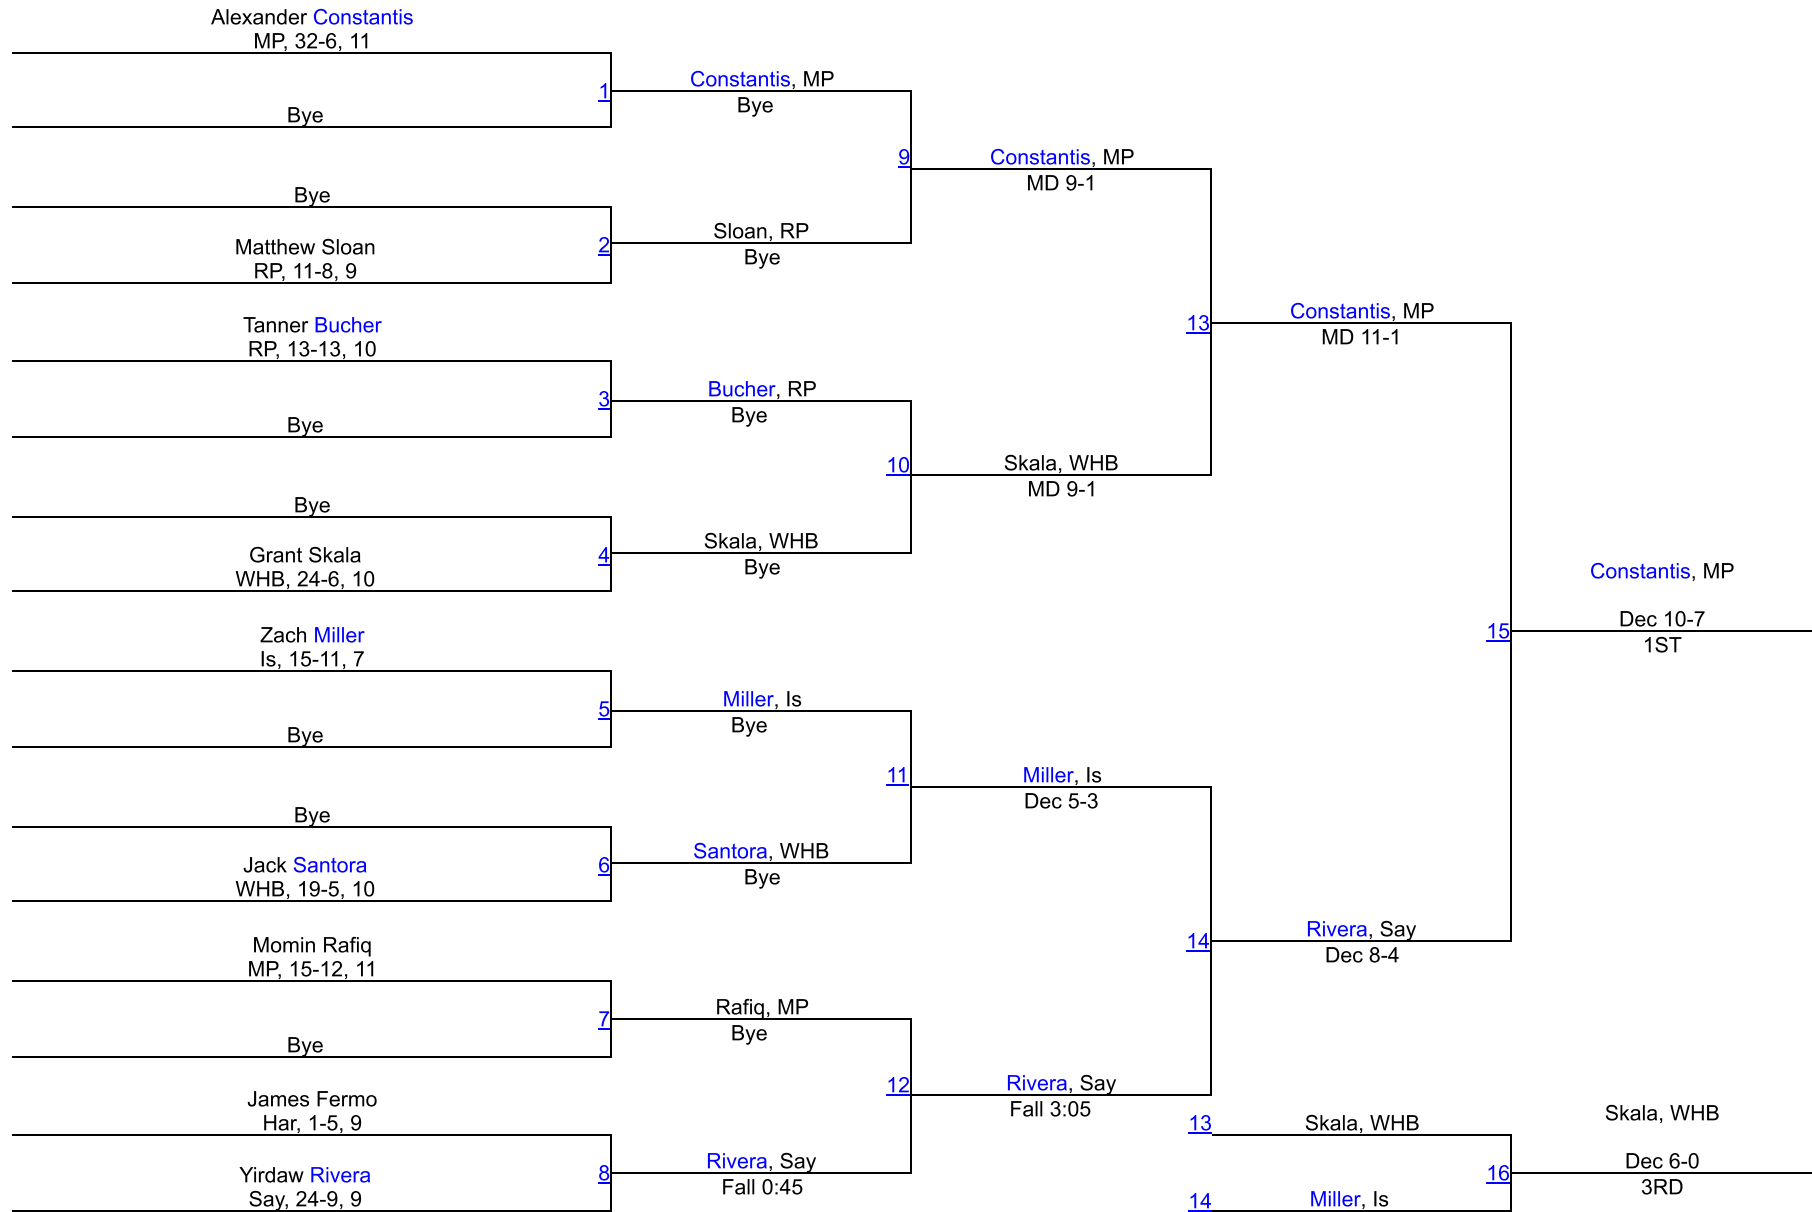 Alexander Constantis
MP, 32-6, 11
1
Constantis, MP
Bye
Bye
9
Constantis, MP
MD 9-1
Bye
2
Sloan, RP
Bye
Matthew Sloan
RP, 11-8, 9
13
Constantis, MP
MD 11-1
Tanner Bucher
RP, 13-13, 10
3
Bucher, RP
Bye
Bye
10
Skala, WHB
MD 9-1
Bye
4
Skala, WHB
Bye
Grant Skala
WHB, 24-6, 10
15
Constantis, MP
Dec 10-7
1ST
Zach Miller
Is, 15-11, 7
5
Miller, Is
Bye
Bye
11
Miller, Is
Dec 5-3
Bye
6
Santora, WHB
Bye
Jack Santora
WHB, 19-5, 10
14
Rivera, Say
Dec 8-4
Momin Rafiq
MP, 15-12, 11
7
Rafiq, MP
Bye
Bye
12
Rivera, Say
Fall 3:05
James Fermo
Har, 1-5, 9
8
Rivera, Say
Fall 0:45
Yirdaw Rivera
Say, 24-9, 9
13
Skala, WHB
16
Skala, WHB
Dec 6-0
3RD
14
Miller, Is